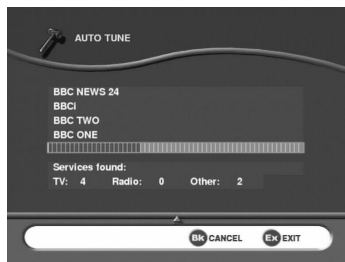 AUTO TUNE
BBC NEWS 24
BBCi
BBC TWO
BBC ONE
Services found:
TV: 4 Radio: 0 Other: 2
Bk CANCEL Ex EXIT